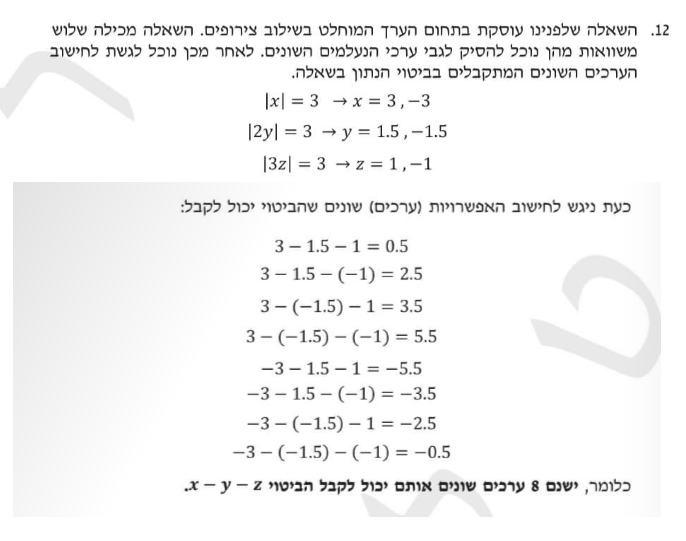 12. השאלה שלפנינו עוסקת בתחום הערך המוחלט בשילוב צירופים. השאלה מכילה שלוש
משוואות מהן נוכל להסיק לגבי ערכי הנעלמים השונים. לאחר מכן נוכל לגשת לחישוב
הערכים השונים המתקבלים בביטוי הנתון בשאלה.
|x| = 3 → x = 3 , −3
|2y| = 3 → y = 1.5 , −1.5
|3z| = 3 → z = 1 , −1
כעת ניגש לחישוב האפשרויות (ערכים) שונים שהביטוי יכול לקבל:
3 − 1.5 − 1 = 0.5
3 − 1.5 − (−1) = 2.5
3 − (−1.5) − 1 = 3.5
3 − (−1.5) − (−1) = 5.5
−3 − 1.5 − 1 = −5.5
−3 − 1.5 − (−1) = −3.5
−3 − (−1.5) − 1 = −2.5
−3 − (−1.5) − (−1) = −0.5
כלומר, ישנם 8 ערכים שונים אותם יכול לקבל הביטוי x − y − z.